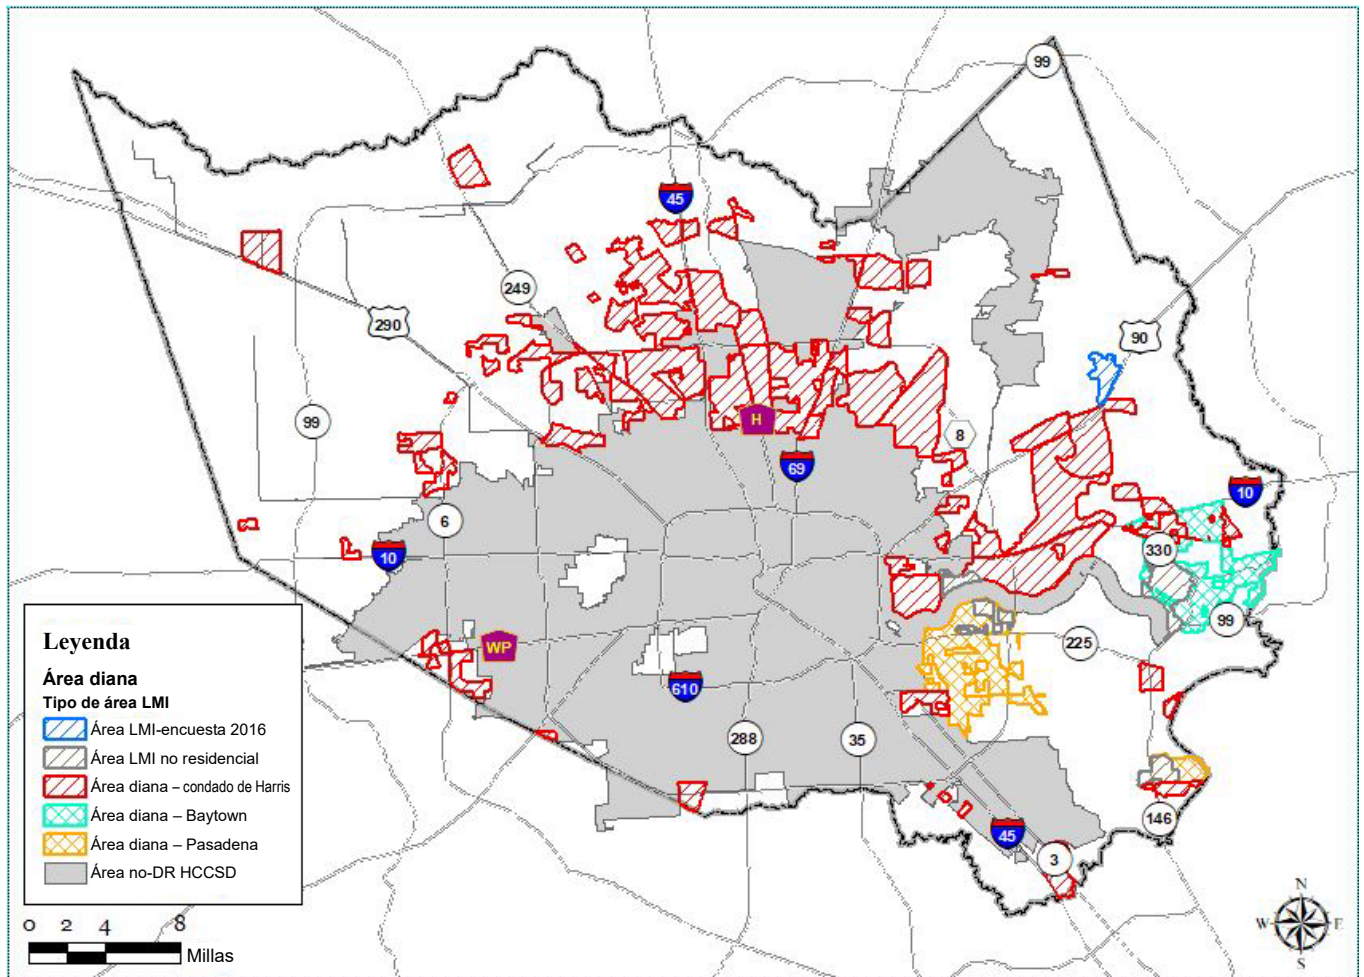 99
45
249
290
90
99
H
8
69
10
6
10
330
99
WP
225
610
288
35
146
45
3
Leyenda
Área diana
Tipo de área LMI
Área LMI-encuesta 2016
Área LMI no residencial
Área diana – condado de Harris
Área diana – Baytown
Área diana – Pasadena
Área no-DR HCCSD
0 2 4 8
Millas
N
W E
S